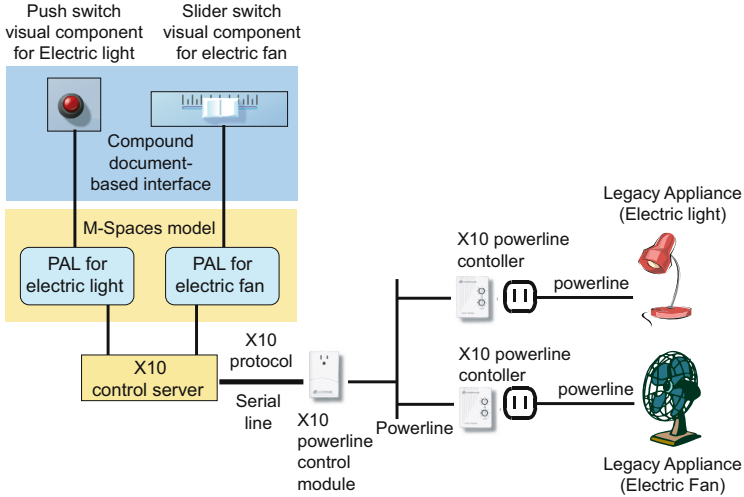 Push switch
visual component
for Electric light
Slider switch
visual component
for electric fan
Compound
document-
based interface
M-Spaces model
PAL for
electric light
PAL for
electric fan
X10
control server
X10
protocol
Serial
line
X10
powerline
control
module
Powerline
X10 powerline
contoller
powerline
Legacy Appliance
(Electric light)
X10 powerline
contoller
powerline
Legacy Appliance
(Electric Fan)